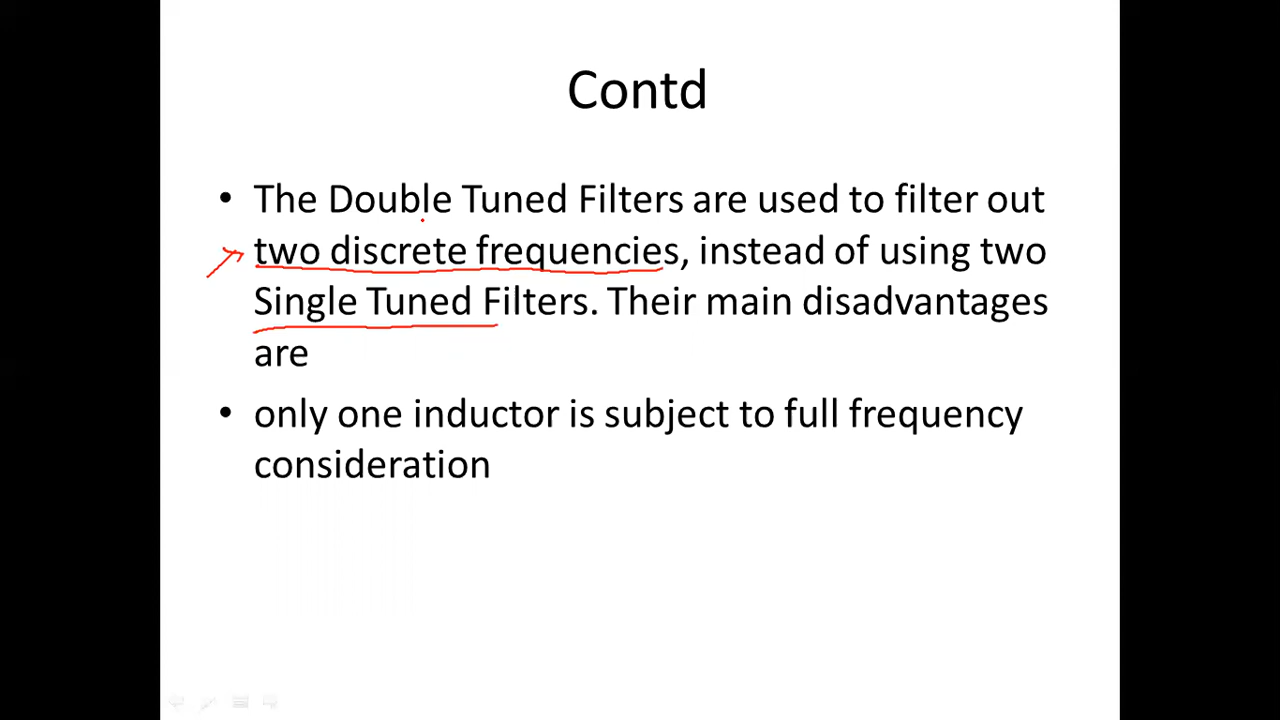 Contd
• The Double Tuned Filters are used to filter out
two discrete frequencies, instead of using two
Single Tuned Filters. Their main disadvantages
are
• only one inductor is subject to full frequency
consideration